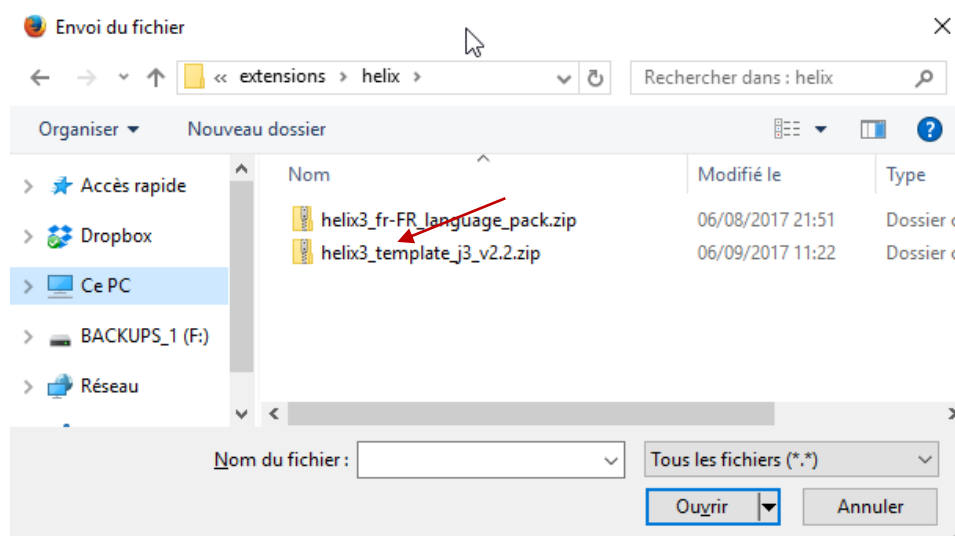 Envoi du fichier
« extensions › helix ›
Rechercher dans : helix
Organiser
Nouveau dossier
Nom
Modifié le
Type
Accès rapide
Dropbox
Ce PC
BACKUPS_1 (F:)
Réseau
helix3_fr-FR_language_pack.zip 06/08/2017 21:51 Dossier
helix3_template_j3_v2.2.zip 06/09/2017 11:22 Dossier
Nom du fichier :
Tous les fichiers (*.*)
Ouvrir
Annuler